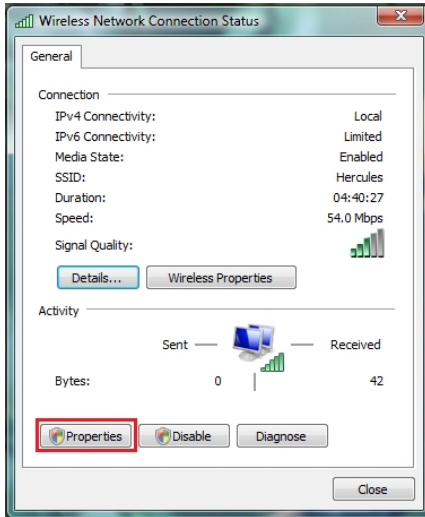 Wireless Network Connection Status
General
Connection
IPv4 Connectivity: Local
IPv6 Connectivity: Limited
Media State: Enabled
SSID: Hercules
Duration: 04:40:27
Speed: 54.0 Mbps
Signal Quality:
Details... Wireless Properties
Activity
Sent Received
Bytes: 0 42
Properties Disable Diagnose
Close